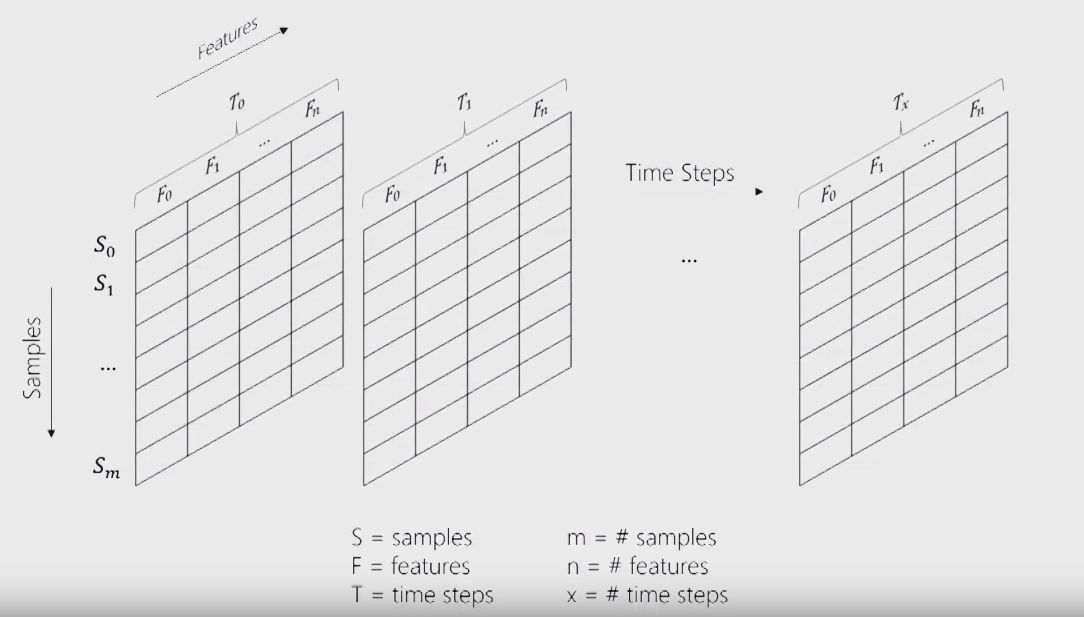 Features
T₀
T₁
Tₓ
F₀ F₁ ... Fₙ
F₀ F₁ ... Fₙ
F₀ F₁ ... Fₙ
Time Steps
...
S₀
S₁
...
Sₘ
Samples
S = samples
F = features
T = time steps
m = # samples
n = # features
x = # time steps